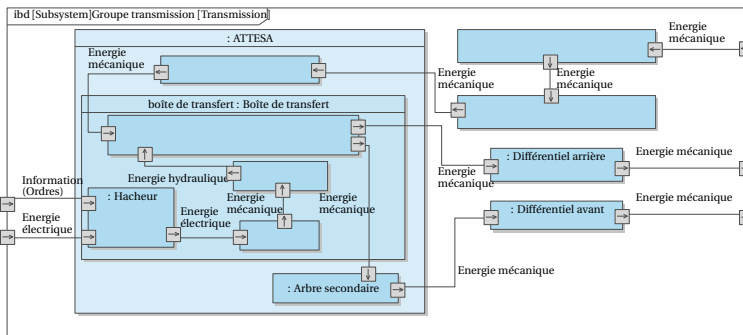 ibd [Subsystem]Groupe transmission [Transmission]
: ATTESA
Energie
mécanique
Energie
mécanique
Energie
mécanique
Energie
mécanique
boîte de transfert : Boîte de transfert
: Différentiel arrière
Energie mécanique
Energie
mécanique
Information
(Ordres)
Energie hydraulique
: Hacheur
Energie
mécanique
Energie
mécanique
Energie
électrique
Energie
électrique
: Différentiel avant
Energie mécanique
Energie mécanique
: Arbre secondaire